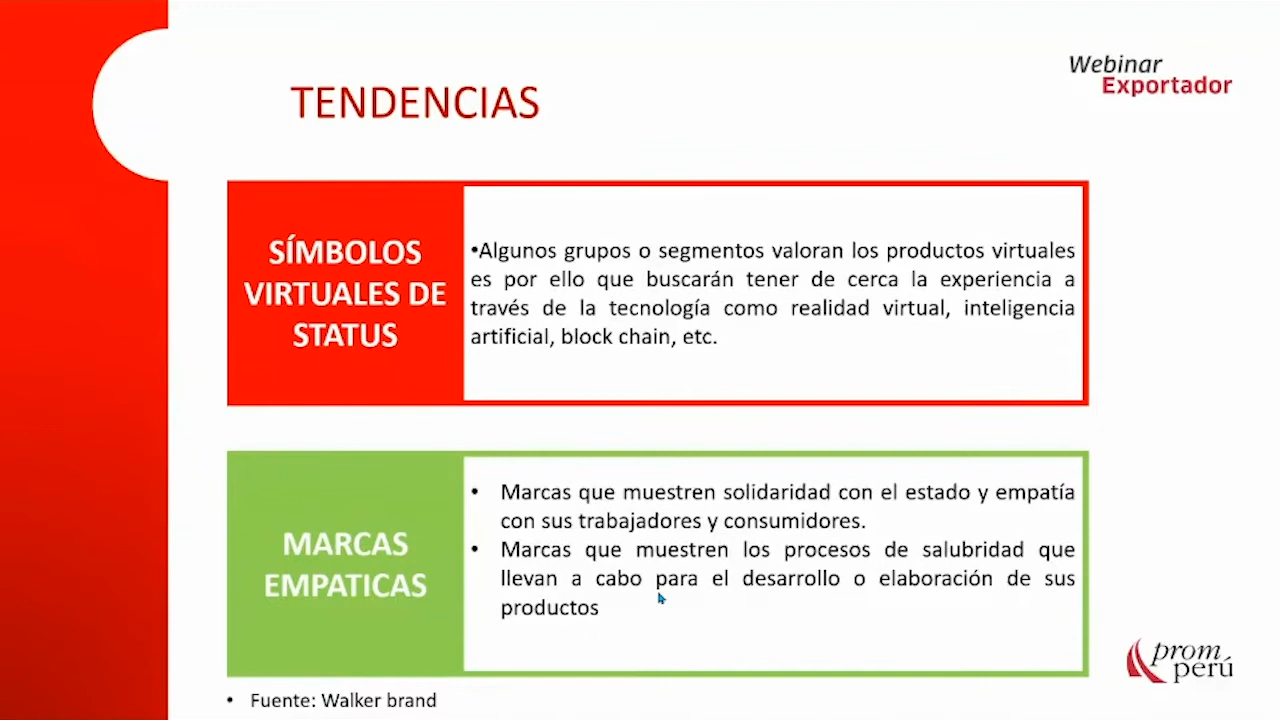 Webinar
Exportador
TENDENCIAS
SÍMBOLOS
VIRTUALES DE
STATUS
•Algunos grupos o segmentos valoran los productos virtuales
es por ello que buscarán tener de cerca la experiencia a
través de la tecnología como realidad virtual, inteligencia
artificial, block chain, etc.
MARCAS
EMPATICAS
• Marcas que muestren solidaridad con el estado y empatía
con sus trabajadores y consumidores.
• Marcas que muestren los procesos de salubridad que
llevan a cabo para el desarrollo o elaboración de sus
productos
prom
perú
• Fuente: Walker brand